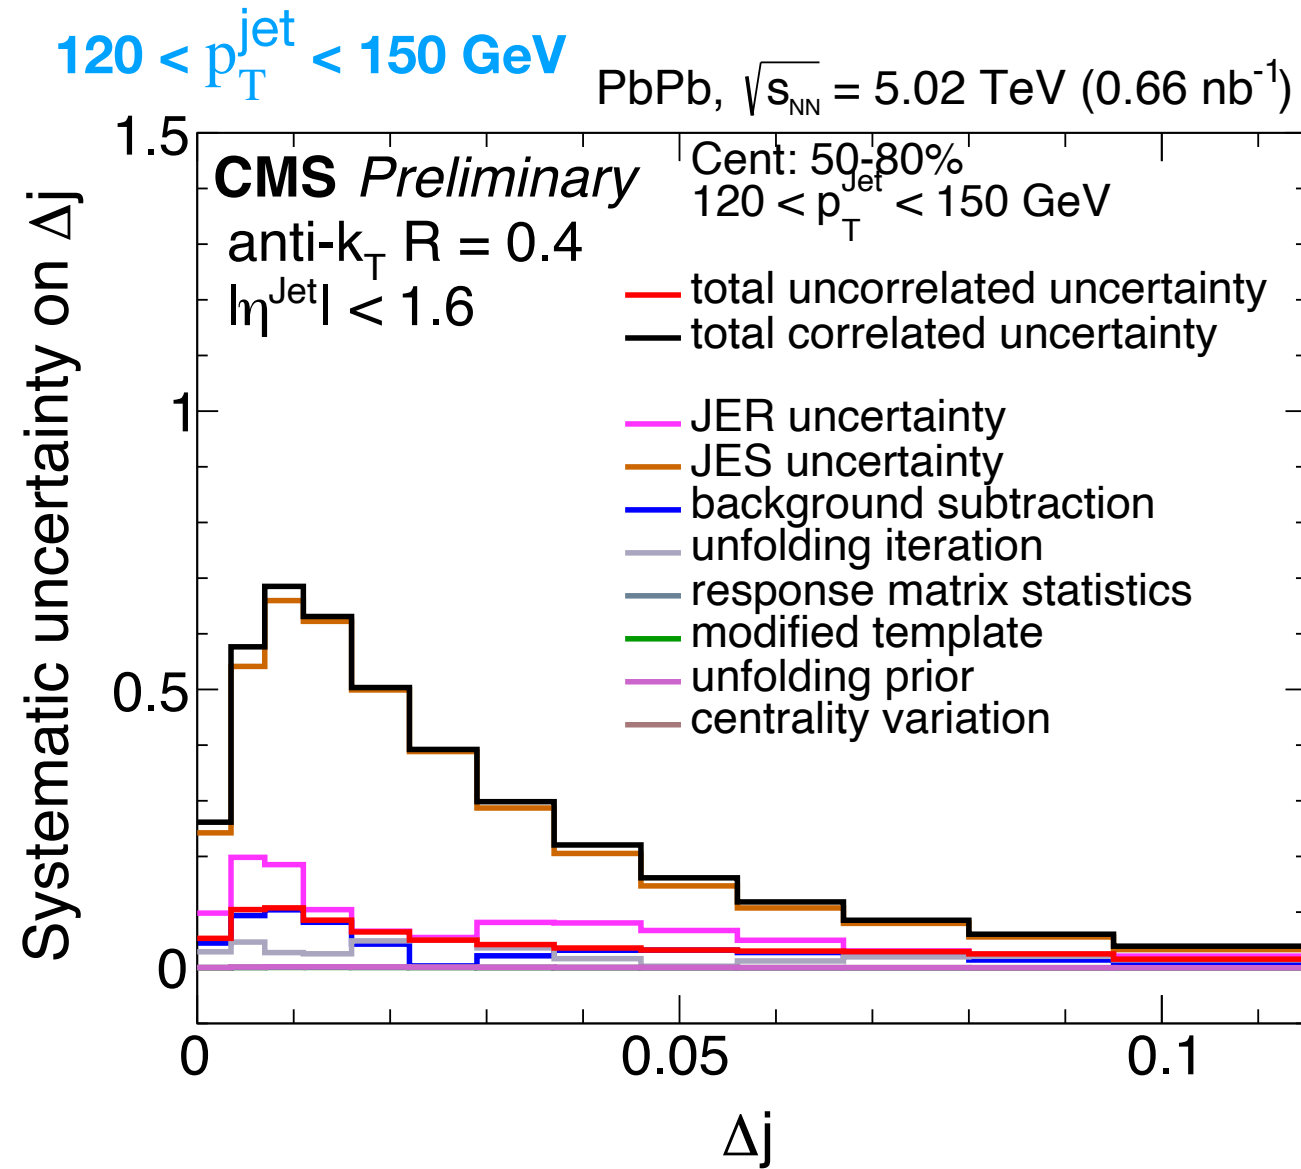 120 < p_T^jet < 150 GeV
PbPb, √s_NN = 5.02 TeV (0.66 nb⁻¹)
CMS Preliminary
anti-k_T R = 0.4
|η^Jet| < 1.6
Cent: 50-80%
120 < p_T^Jet < 150 GeV
total uncorrelated uncertainty
total correlated uncertainty
JER uncertainty
JES uncertainty
background subtraction
unfolding iteration
response matrix statistics
modified template
unfolding prior
centrality variation
Systematic uncertainty on Δj
1.5
1
0.5
0
0 0.05 0.1
Δj